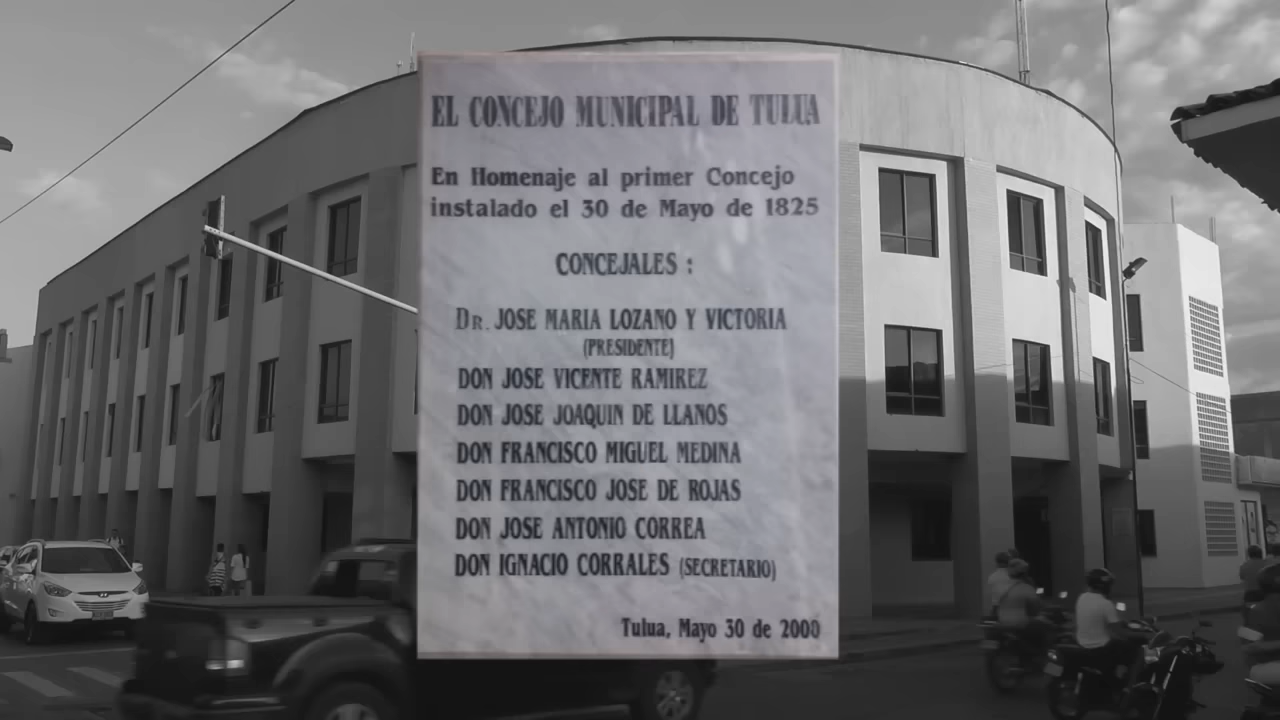 EL CONCEJO MUNICIPAL DE TULUA
En Homenaje al primer Concejo
instalado el 30 de Mayo de 1825
CONCEJALES :
DR. JOSE MARIA LOZANO Y VICTORIA
(PRESIDENTE)
DON JOSE VICENTE RAMIREZ
DON JOSE JOAQUIN DE LLANOS
DON FRANCISCO MIGUEL MEDINA
DON FRANCISCO JOSE DE ROJAS
DON JOSE ANTONIO CORREA
DON IGNACIO CORRALES (SECRETARIO)
Tulua, Mayo 30 de 2000